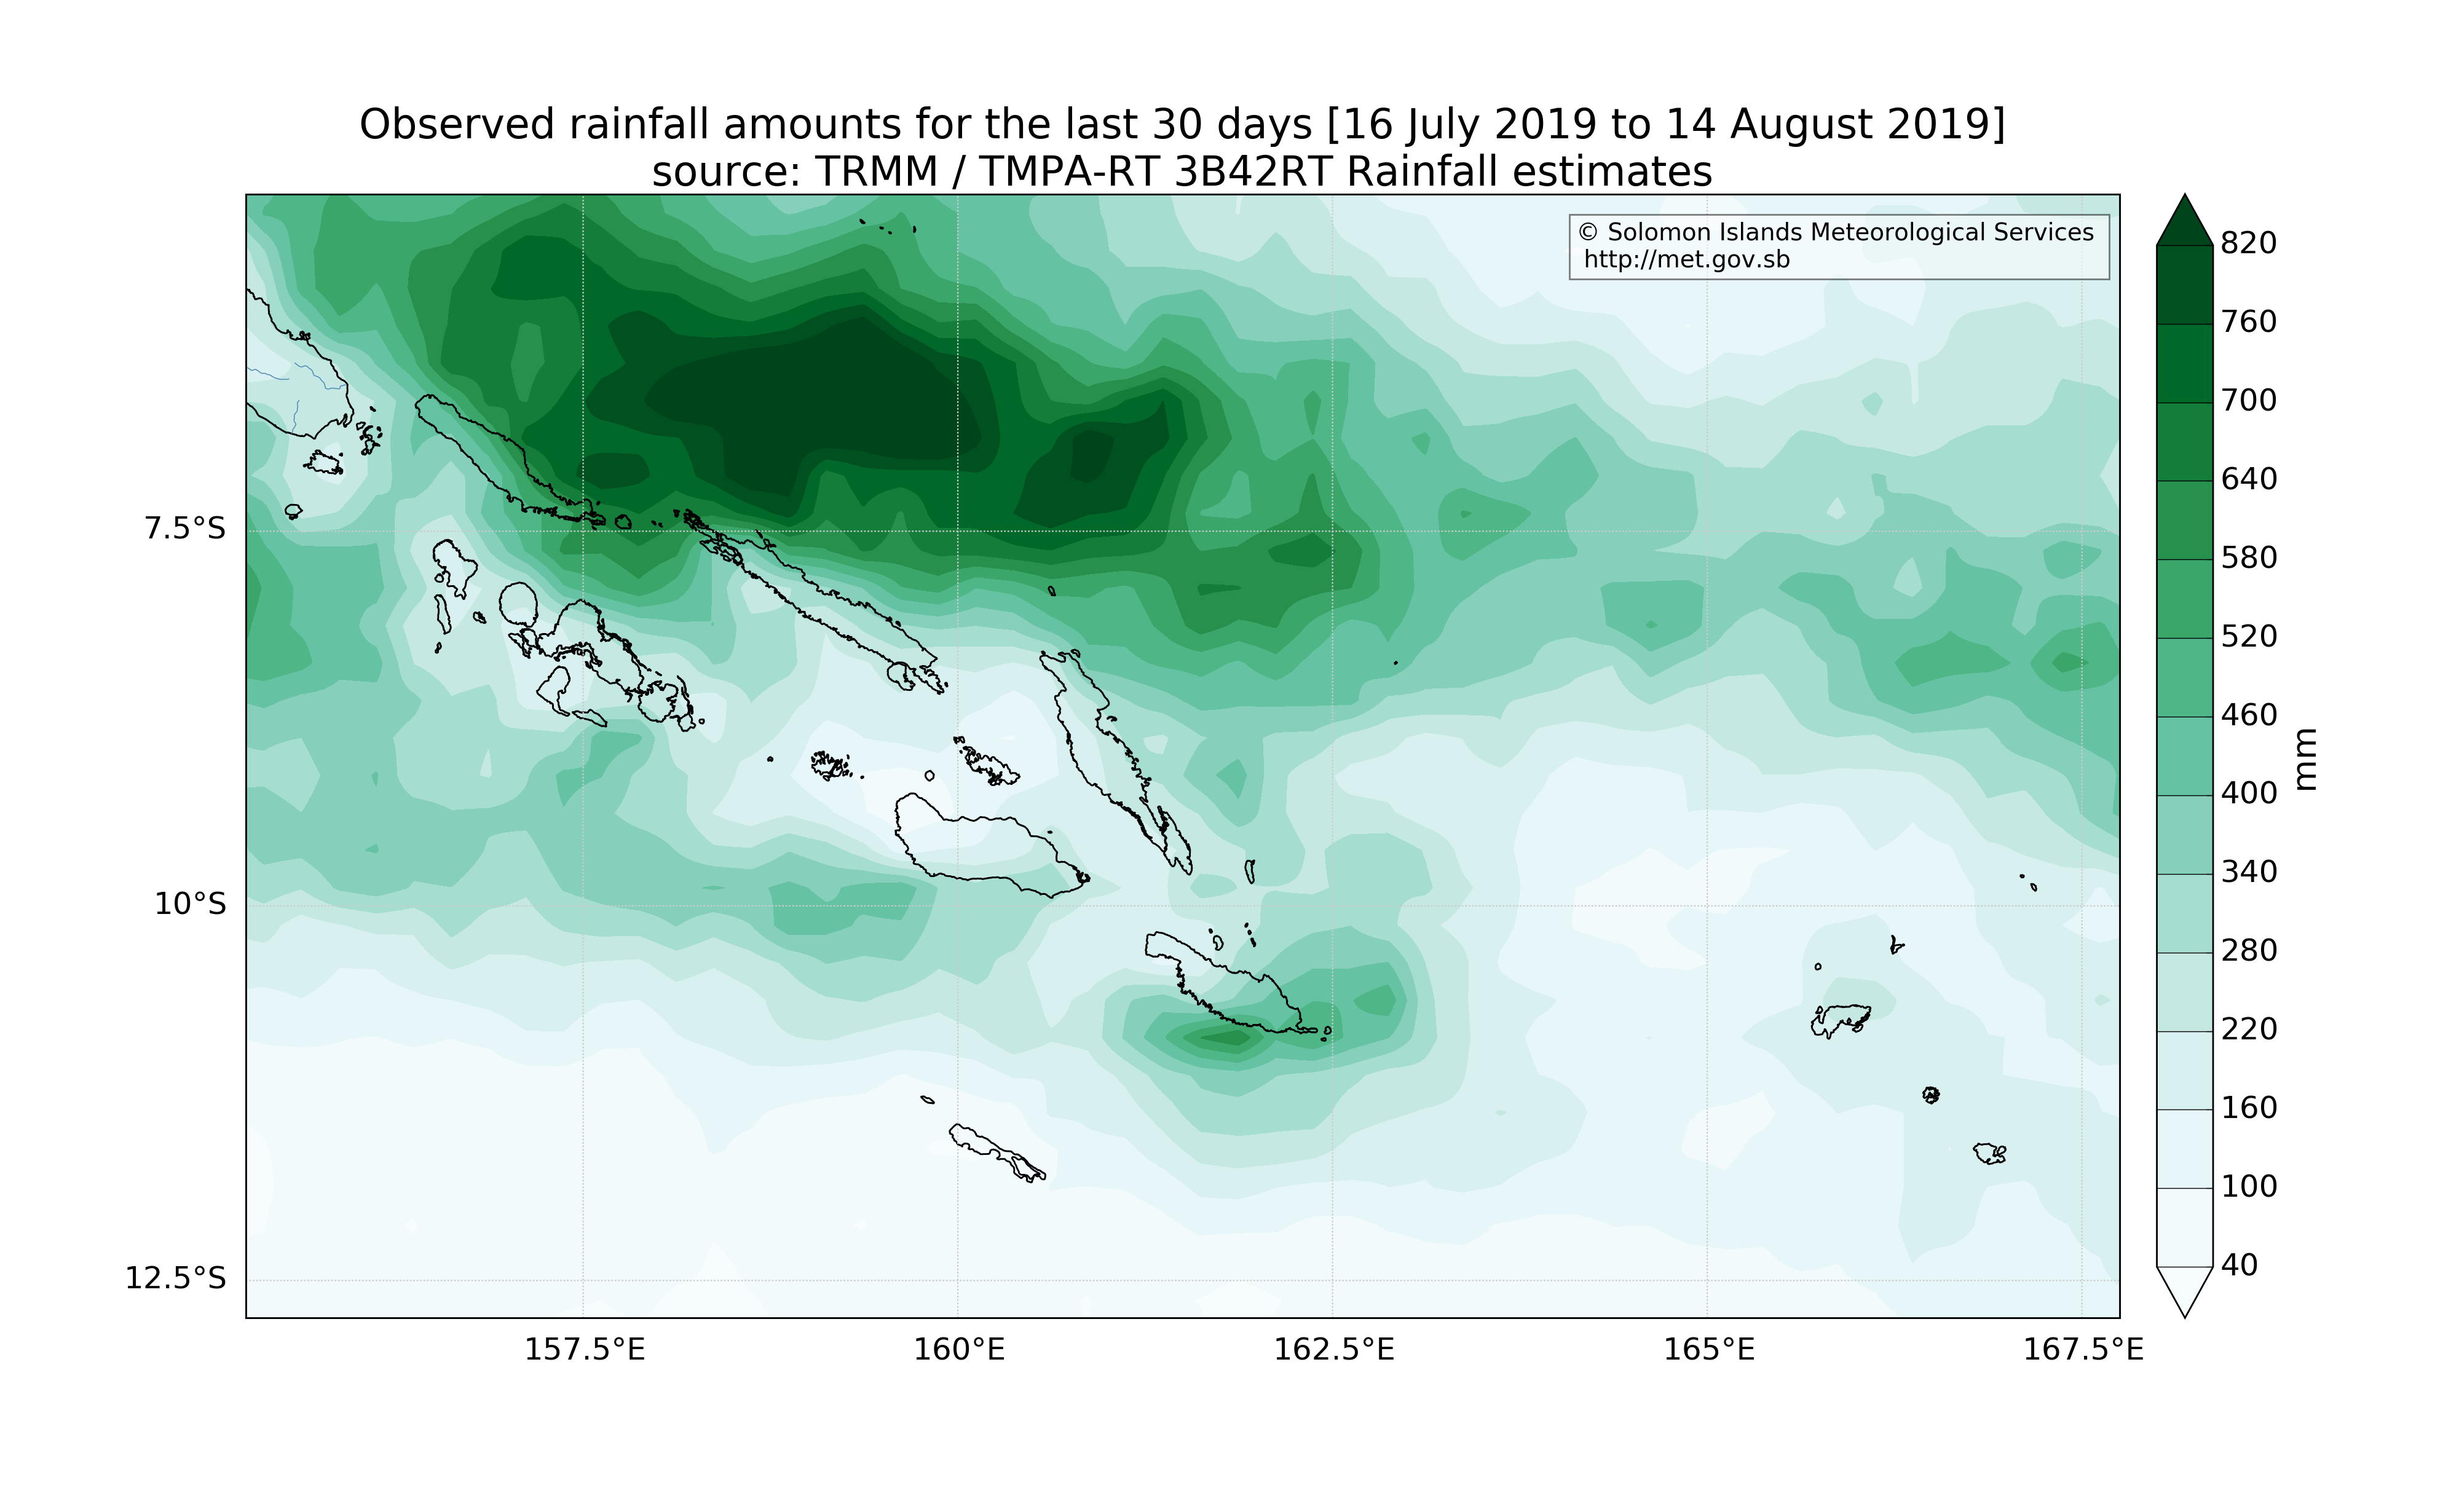 Observed rainfall amounts for the last 30 days [16 July 2019 to 14 August 2019]
source: TRMM / TMPA-RT 3B42RT Rainfall estimates
© Solomon Islands Meteorological Services
http://met.gov.sb
820
760
700
640
580
520
460
400
340
280
220
160
100
40
mm
7.5°S
10°S
12.5°S
157.5°E
160°E
162.5°E
165°E
167.5°E